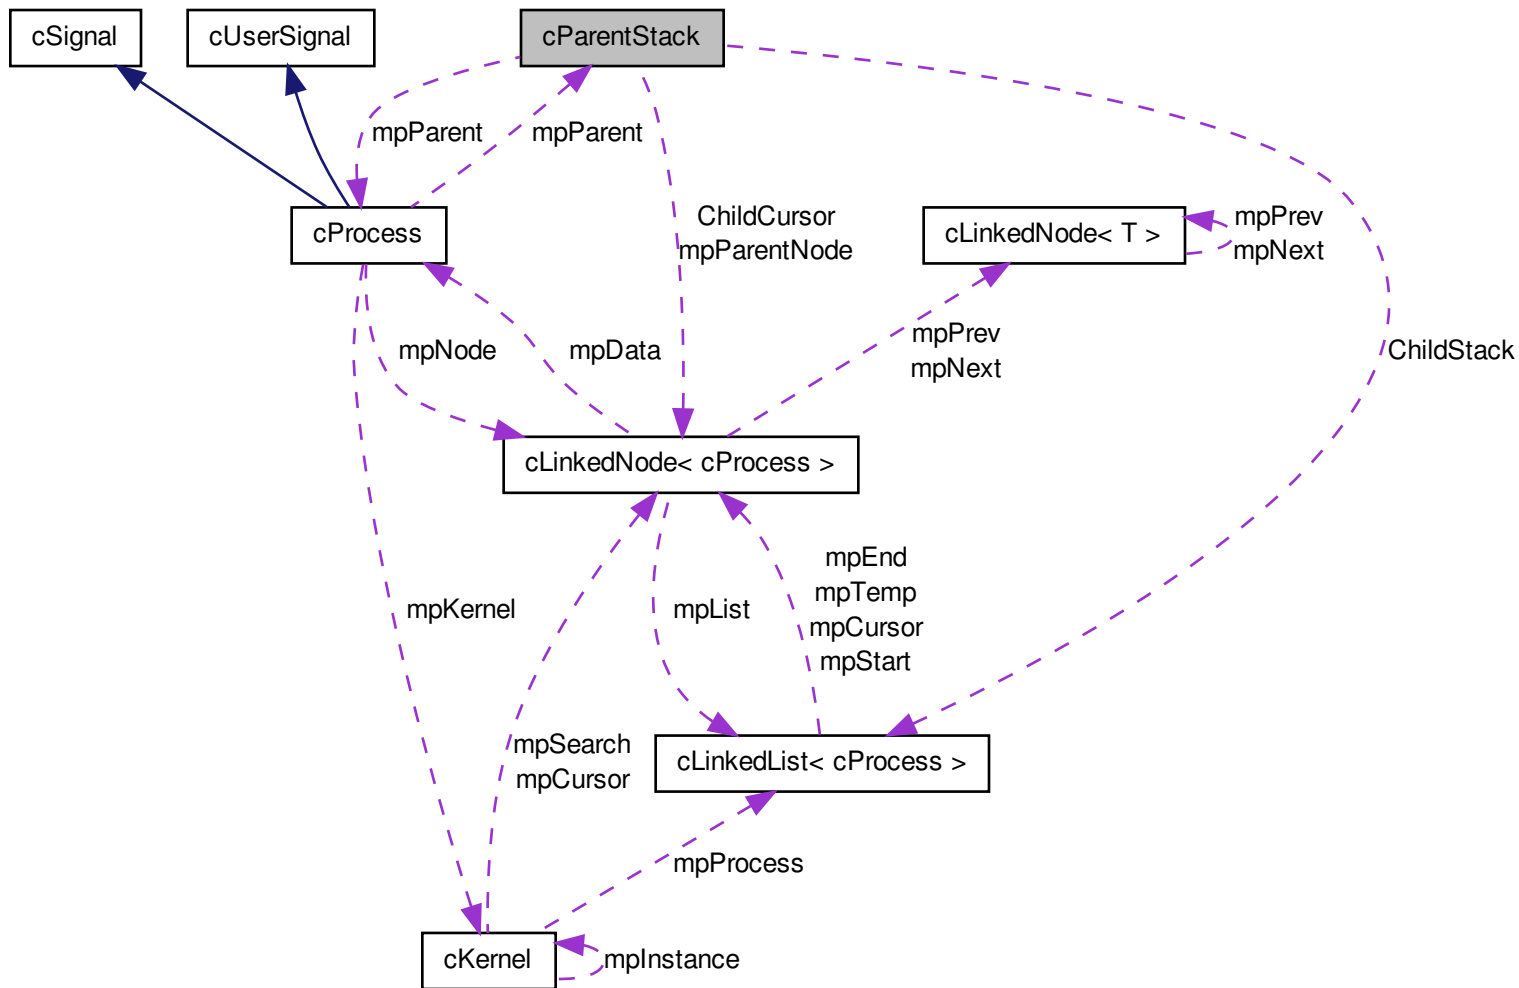 cSignal
cUserSignal
cParentStack
mpParent
mpParent
ChildCursor
mpParentNode
mpPrev
mpNext
cProcess
cLinkedNode< T >
mpNode
mpData
mpPrev
mpNext
ChildStack
cLinkedNode< cProcess >
mpKernel
mpList
mpEnd
mpTemp
mpCursor
mpStart
mpSearch
mpCursor
cLinkedList< cProcess >
mpProcess
cKernel
mpInstance